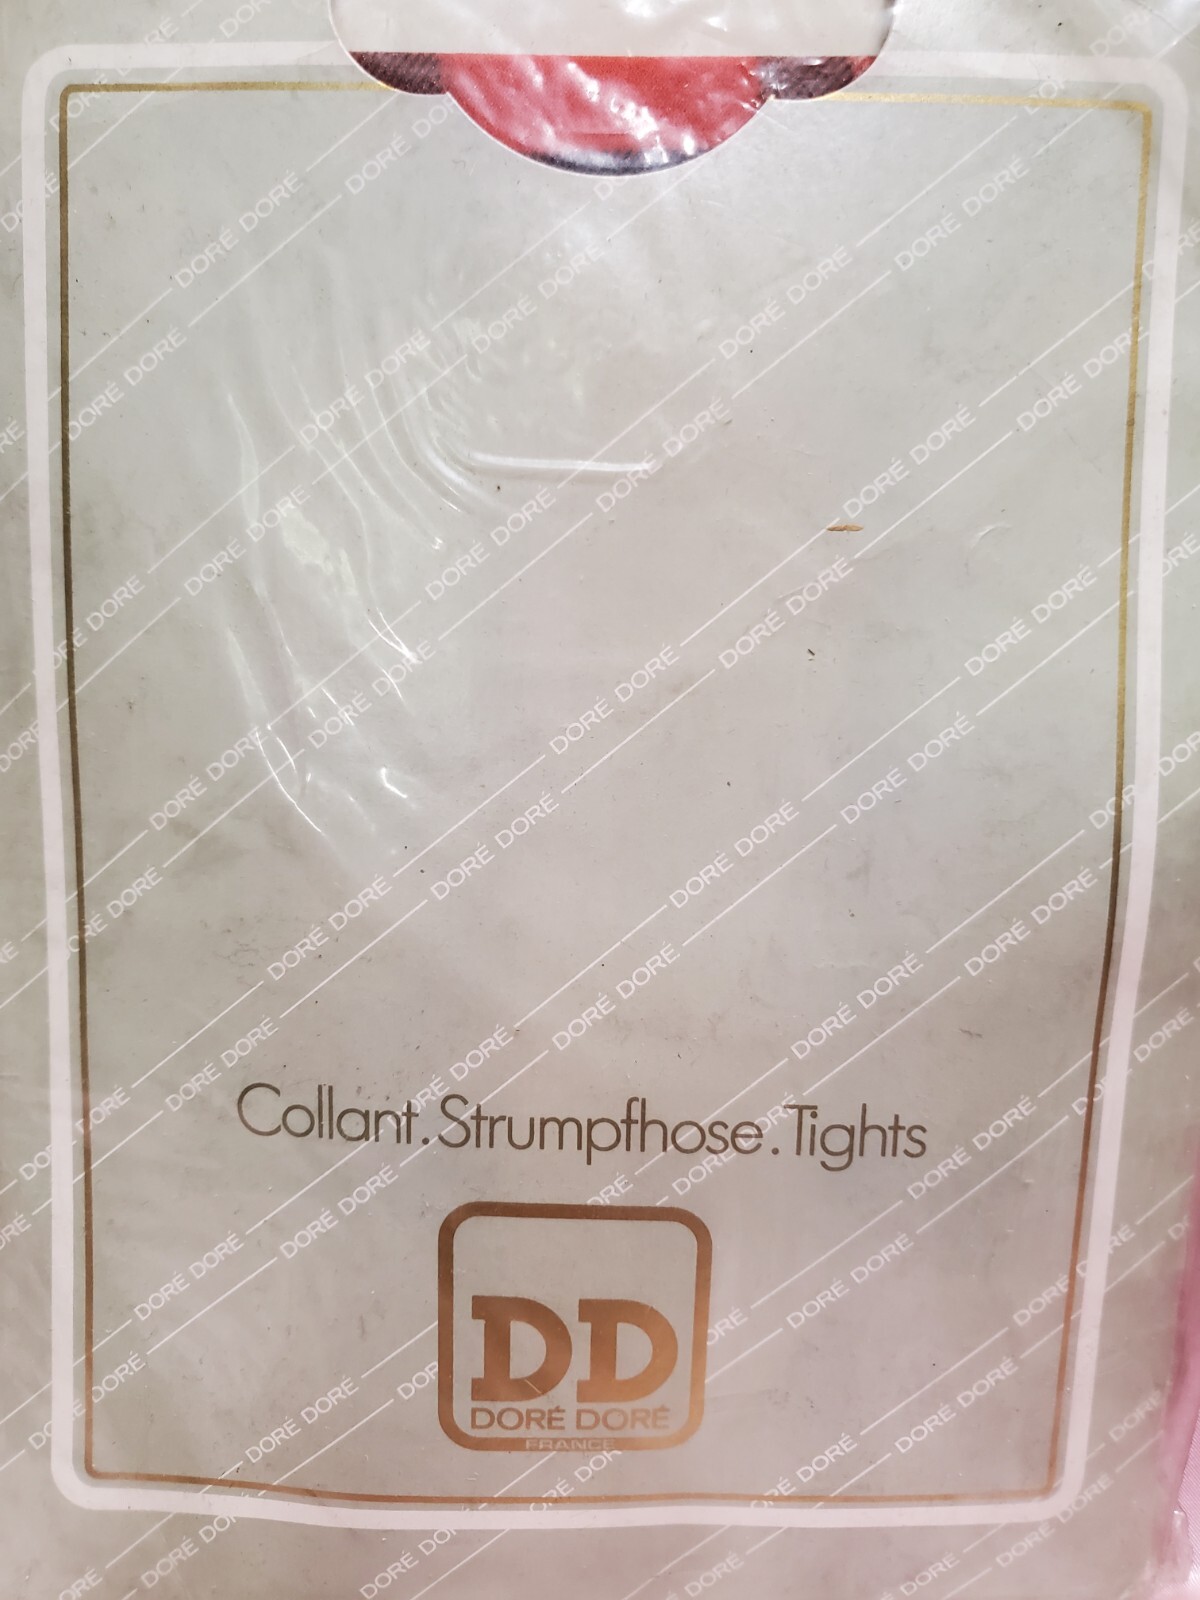 Collant.Strumpfhose.Tights
DD
DORÉ DORÉ
FRANCE